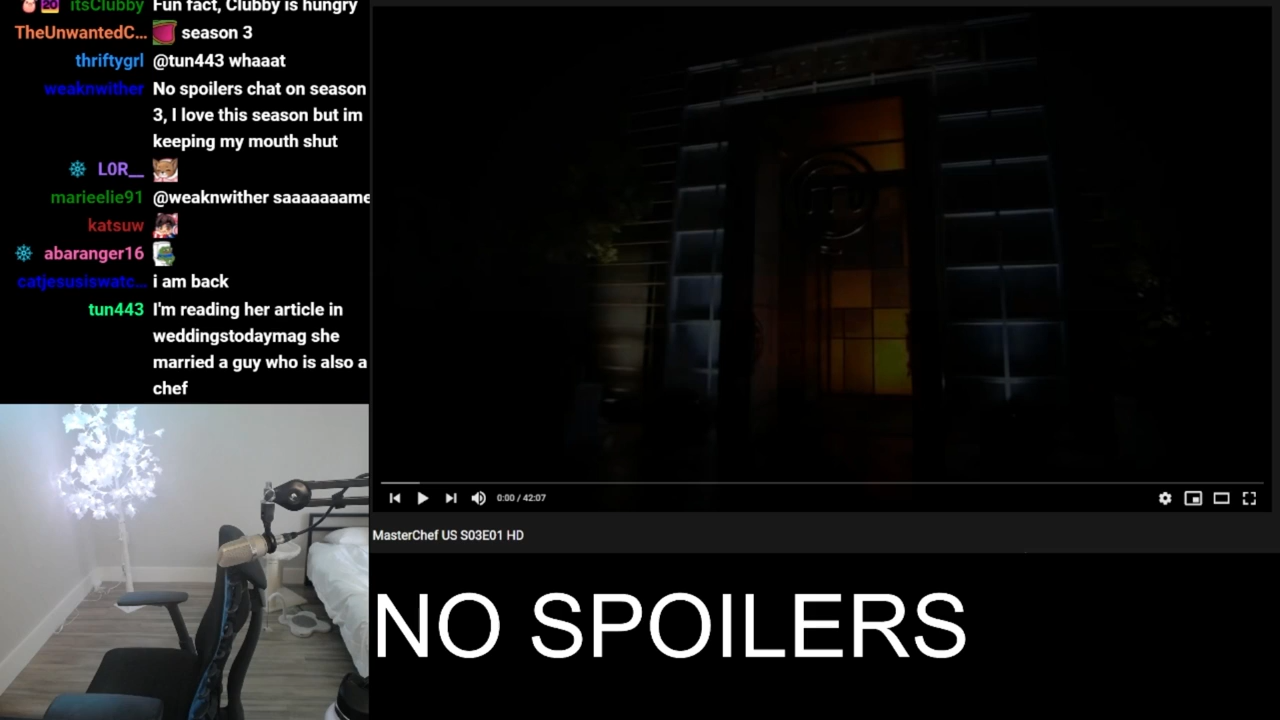 itsClubby Fun fact, Clubby is hungry
TheUnwantedC... season 3
thriftygrl @tun443 whaaat
weaknwither No spoilers chat on season
3, I love this season but im
keeping my mouth shut
L0R__
marieelie91 @weaknwither saaaaaaame
katsuw
abaranger16
catjesusiswatc... i am back
tun443 I'm reading her article in
weddingstodaymag she
married a guy who is also a
chef
0:00 / 42:07
MasterChef US S03E01 HD
NO SPOILERS